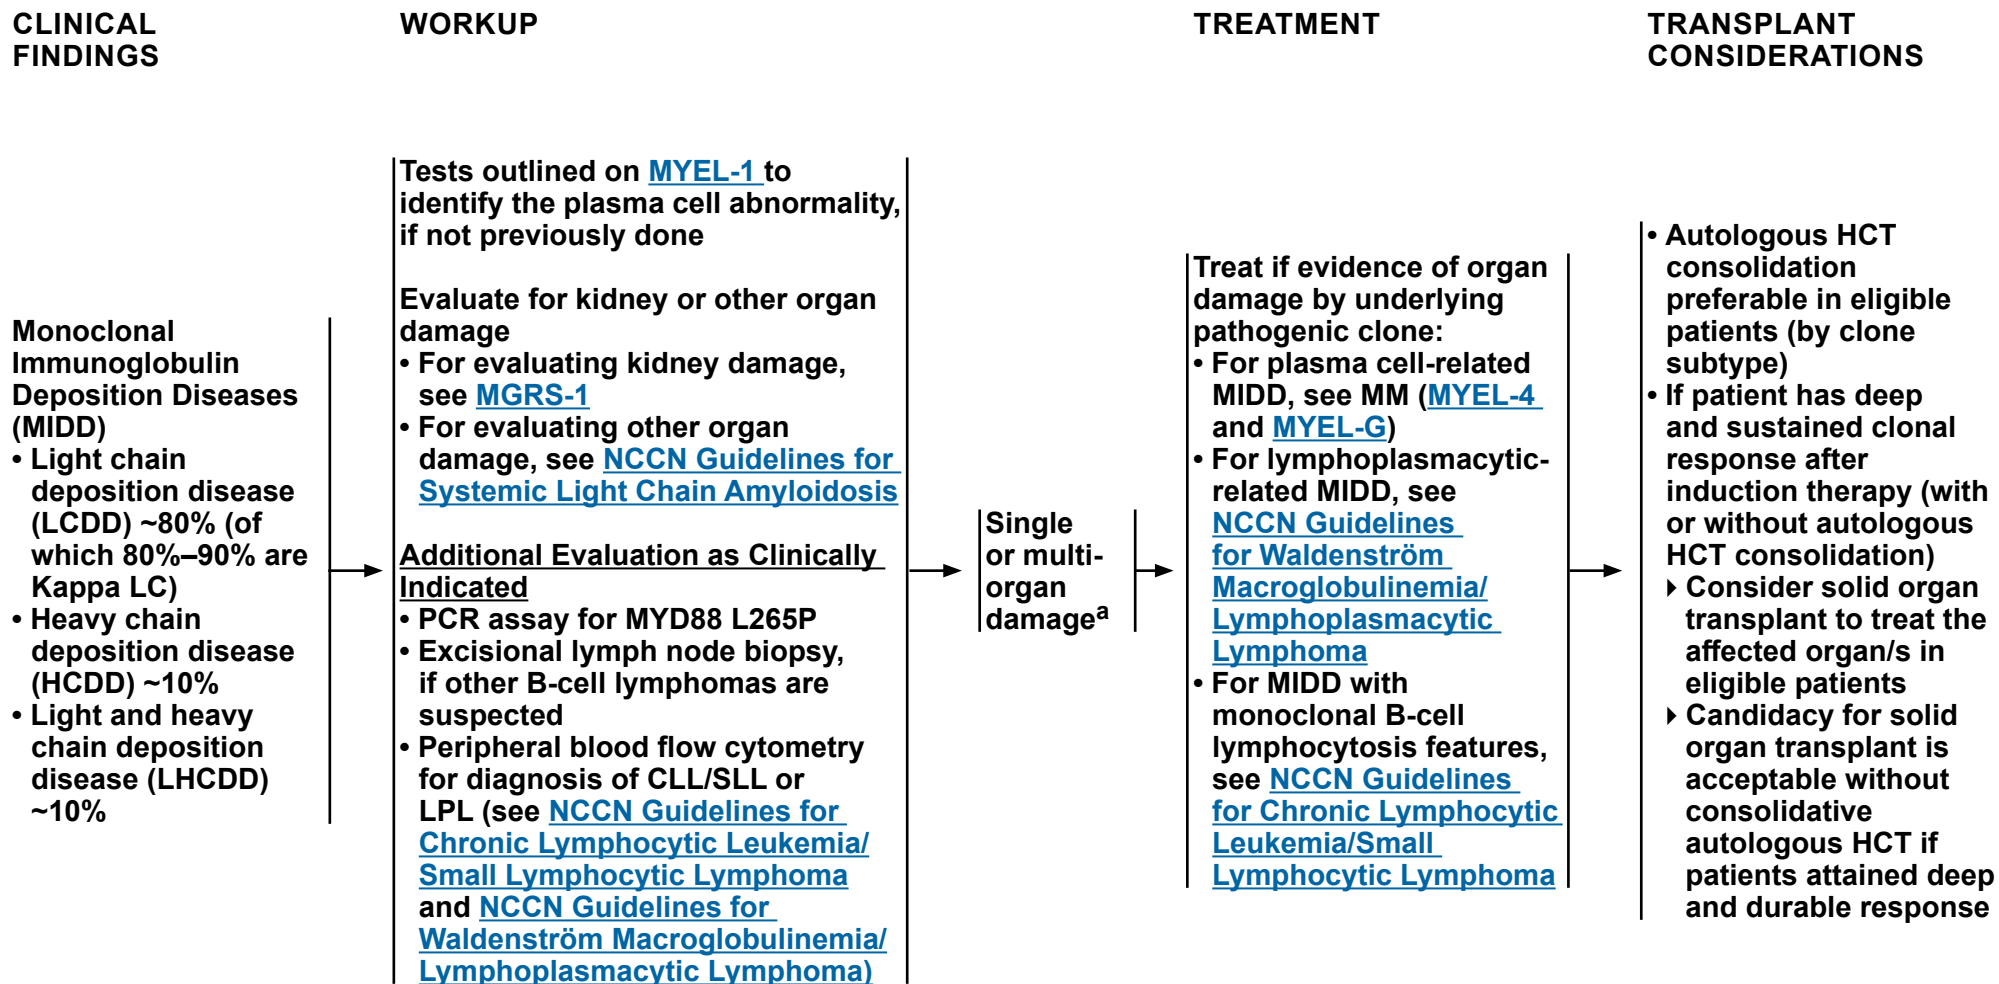 CLINICAL
FINDINGS
WORKUP
TREATMENT
TRANSPLANT
CONSIDERATIONS
Monoclonal
Immunoglobulin
Deposition Diseases
(MIDD)
• Light chain
deposition disease
(LCDD) ~80% (of
which 80%–90% are
Kappa LC)
• Heavy chain
deposition disease
(HCDD) ~10%
• Light and heavy
chain deposition
disease (LHCDD)
~10%
Tests outlined on MYEL-1 to
identify the plasma cell abnormality,
if not previously done
Evaluate for kidney or other organ
damage
• For evaluating kidney damage,
see MGRS-1
• For evaluating other organ
damage, see NCCN Guidelines for
Systemic Light Chain Amyloidosis
Additional Evaluation as Clinically
Indicated
• PCR assay for MYD88 L265P
• Excisional lymph node biopsy,
if other B-cell lymphomas are
suspected
• Peripheral blood flow cytometry
for diagnosis of CLL/SLL or
LPL (see NCCN Guidelines for
Chronic Lymphocytic Leukemia/
Small Lymphocytic Lymphoma
and NCCN Guidelines for
Waldenström Macroglobulinemia/
Lymphoplasmacytic Lymphoma)
Single
or multi-
organ
damageᵃ
Treat if evidence of organ
damage by underlying
pathogenic clone:
• For plasma cell-related
MIDD, see MM (MYEL-4
and MYEL-G)
• For lymphoplasmacytic-
related MIDD, see
NCCN Guidelines
for Waldenström
Macroglobulinemia/
Lymphoplasmacytic
Lymphoma
• For MIDD with
monoclonal B-cell
lymphocytosis features,
see NCCN Guidelines
for Chronic Lymphocytic
Leukemia/Small
Lymphocytic Lymphoma
• Autologous HCT
consolidation
preferable in eligible
patients (by clone
subtype)
• If patient has deep
and sustained clonal
response after
induction therapy (with
or without autologous
HCT consolidation)
▸ Consider solid organ
transplant to treat the
affected organ/s in
eligible patients
▸ Candidacy for solid
organ transplant is
acceptable without
consolidative
autologous HCT if
patients attained deep
and durable response